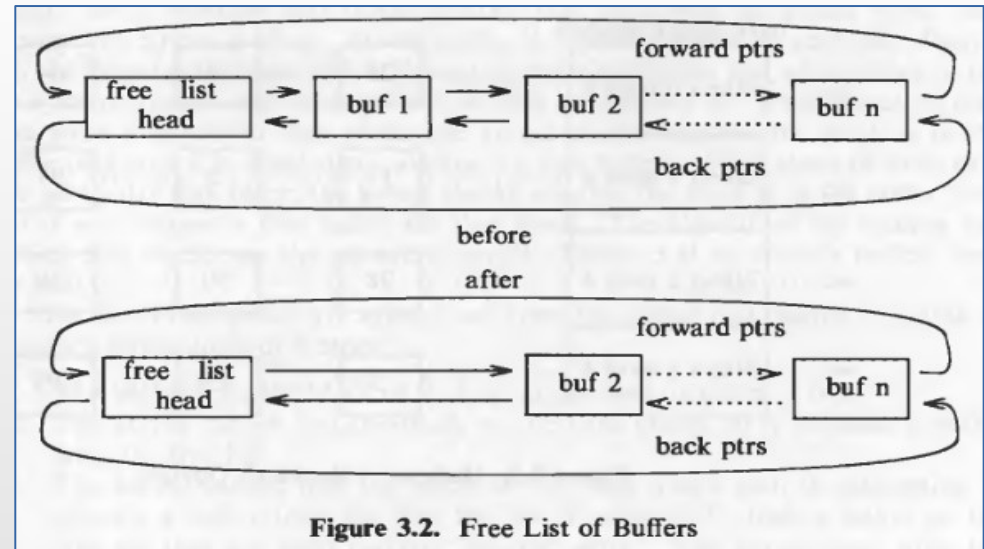 forward ptrs
free list
head
buf 1
buf 2
buf n
back ptrs
before
after
forward ptrs
free list
head
buf 2
buf n
back ptrs
Figure 3.2. Free List of Buffers